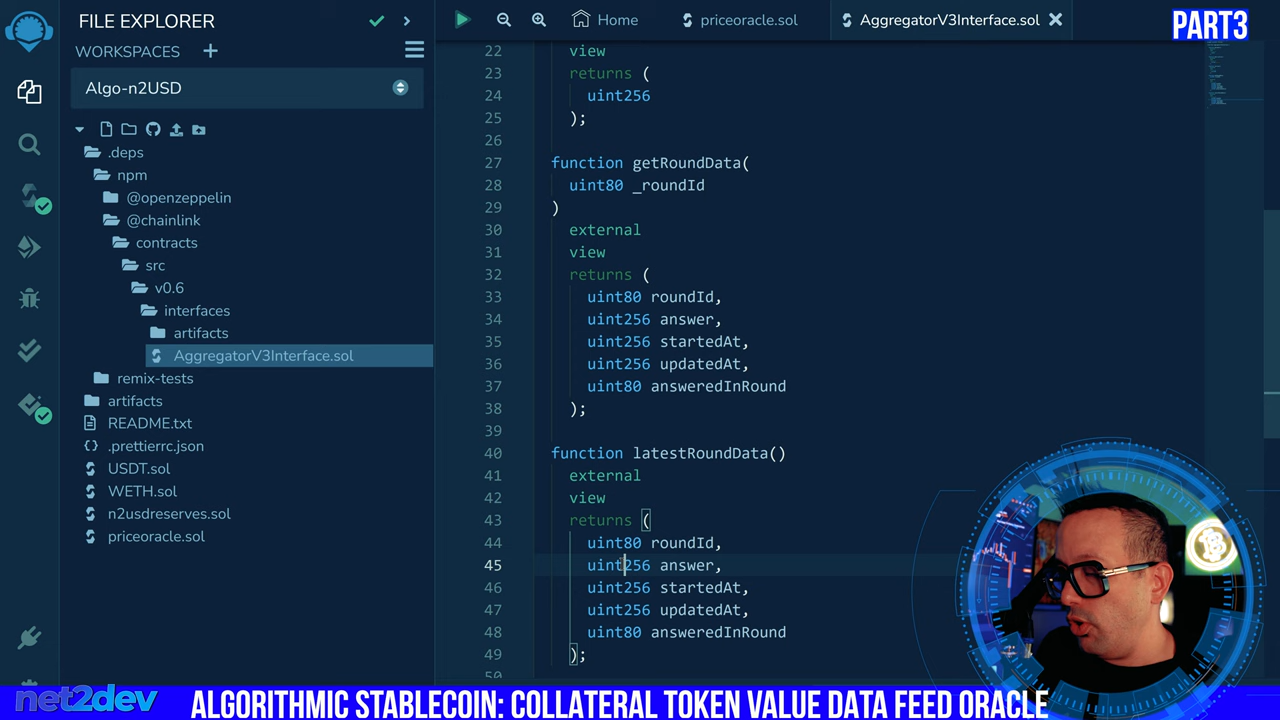 FILE EXPLORER
WORKSPACES
Algo-n2USD
.deps
npm
@openzeppelin
@chainlink
contracts
src
v0.6
interfaces
artifacts
AggregatorV3Interface.sol
remix-tests
artifacts
README.txt
{} .prettierrc.json
USDT.sol
WETH.sol
n2usdreserves.sol
priceoracle.sol
Home priceoracle.sol AggregatorV3Interface.sol
PART3
22 view
23 returns (
24 uint256
25 );
26
27 function getRoundData(
28 uint80 _roundId
29 )
30 external
31 view
32 returns (
33 uint80 roundId,
34 uint256 answer,
35 uint256 startedAt,
36 uint256 updatedAt,
37 uint80 answeredInRound
38 );
39
40 function latestRoundData()
41 external
42 view
43 returns (
44 uint80 roundId,
45 uint256 answer,
46 uint256 startedAt,
47 uint256 updatedAt,
48 uint80 answeredInRound
49 );
50
net2dev ALGORITHMIC STABLECOIN: COLLATERAL TOKEN VALUE DATA FEED ORACLE